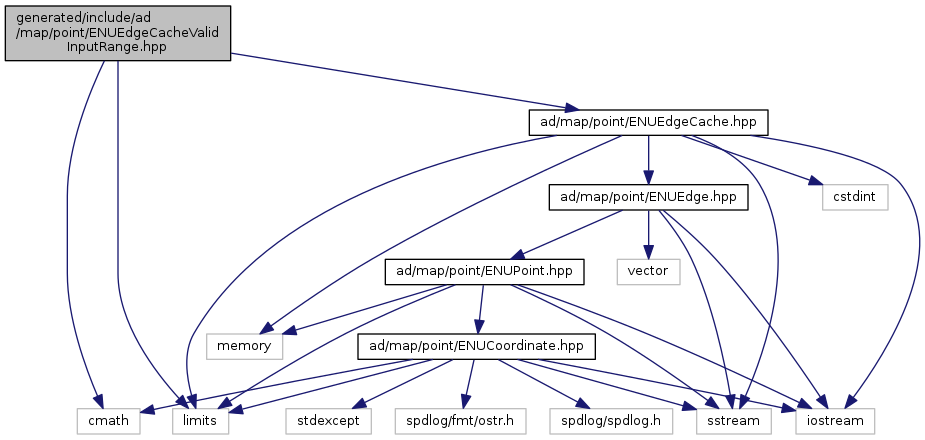 generated/include/ad
/map/point/ENUEdgeCacheValid
InputRange.hpp
ad/map/point/ENUEdgeCache.hpp
ad/map/point/ENUEdge.hpp
cstdint
ad/map/point/ENUPoint.hpp
vector
memory
ad/map/point/ENUCoordinate.hpp
cmath
limits
stdexcept
spdlog/fmt/ostr.h
spdlog/spdlog.h
sstream
iostream